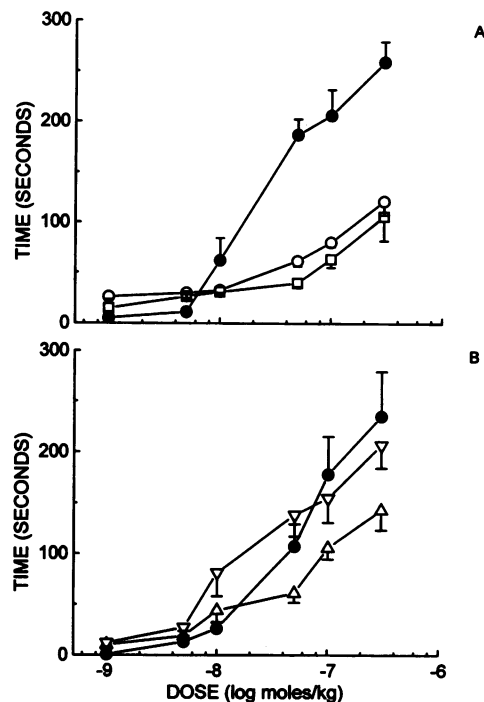 A
300
200
100
0
TIME (SECONDS)
B
300
200
100
0
TIME (SECONDS)
-9 -8 -7 -6
DOSE (log moles/kg)